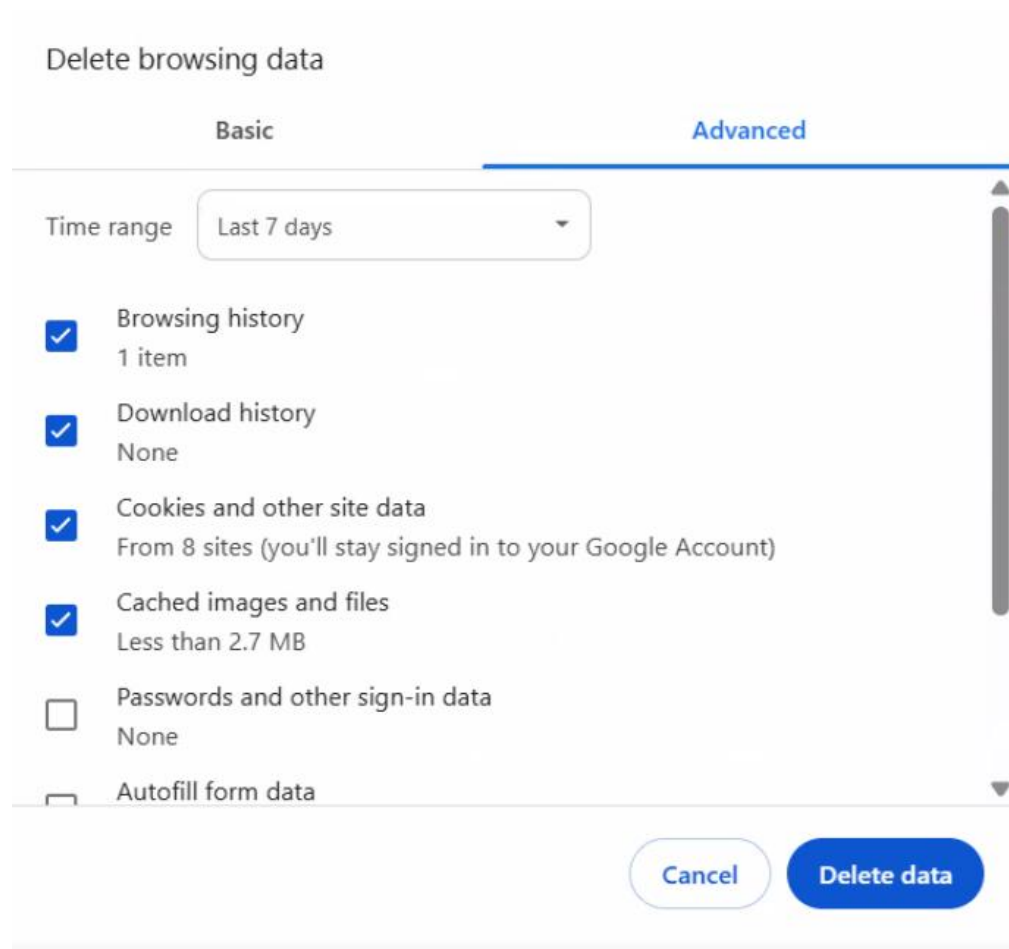 Delete browsing data
Basic
Advanced
Time range
Last 7 days
Browsing history
1 item
Download history
None
Cookies and other site data
From 8 sites (you'll stay signed in to your Google Account)
Cached images and files
Less than 2.7 MB
Passwords and other sign-in data
None
Autofill form data
Cancel
Delete data